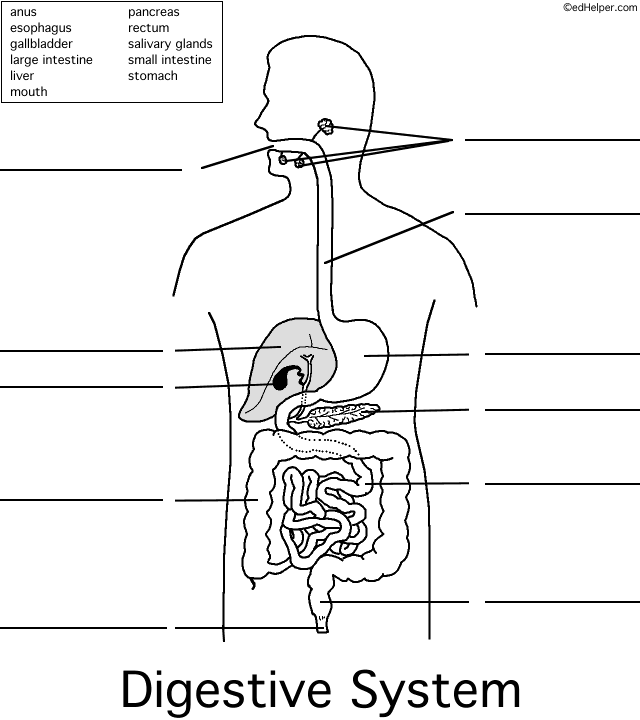 ©edHelper.com
anus
esophagus
gallbladder
large intestine
liver
mouth
pancreas
rectum
salivary glands
small intestine
stomach
Digestive System